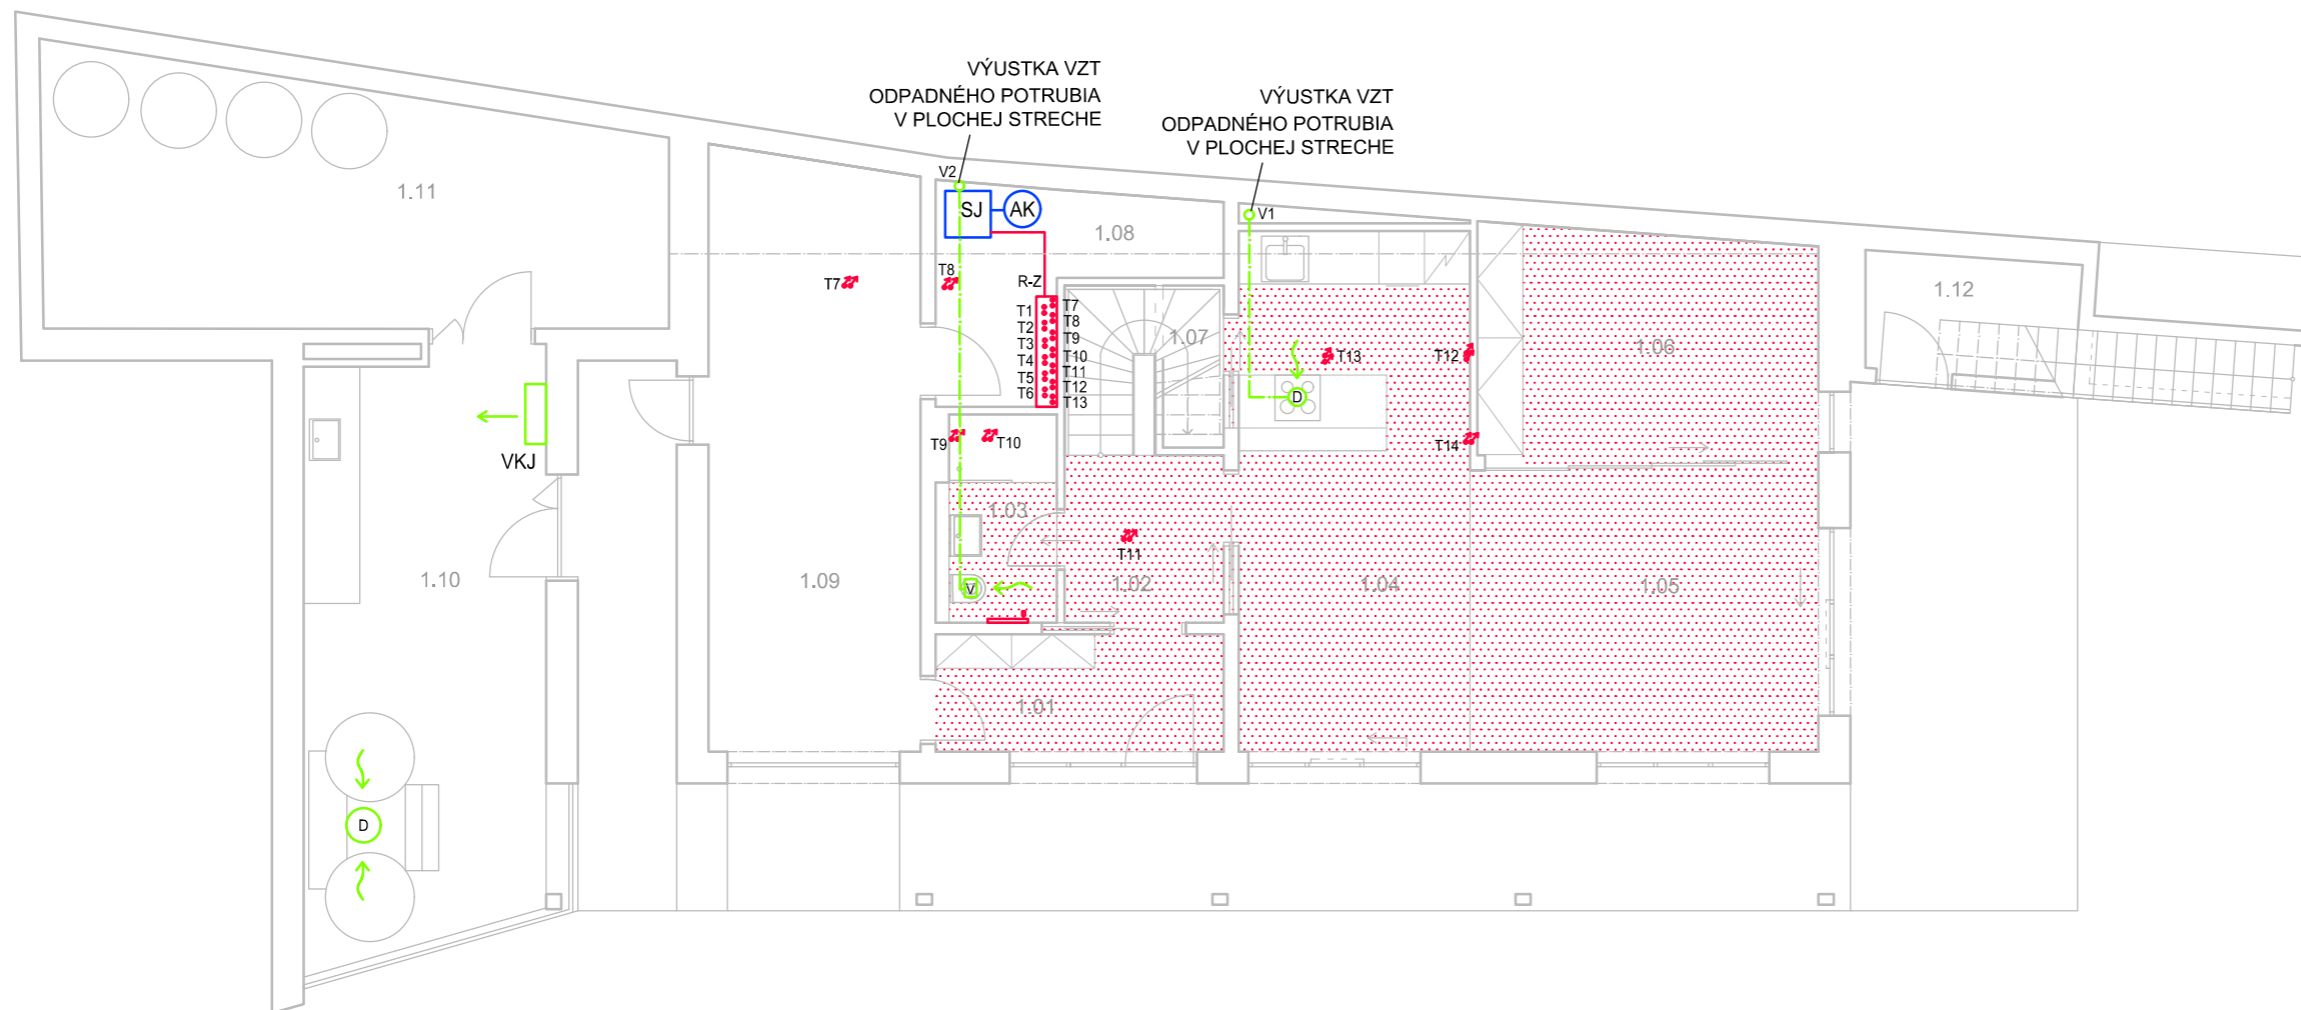 VÝUSTKA VZT
ODPADNÉHO POTRUBIA
V PLOCHEJ STRECHE
VÝUSTKA VZT
ODPADNÉHO POTRUBIA
V PLOCHEJ STRECHE
V2
SJ
AK
V1
1.11
1.08
T7
T8
R-Z
T1
T2
T3
T4
T5
T6
T7
T8
T9
T10
T11
T12
T13
1.07
T13
T12
1.06
1.12
D
T9
T10
T14
VKJ
1.03
T11
1.10
1.09
V
1.02
1.04
1.05
1.01
D